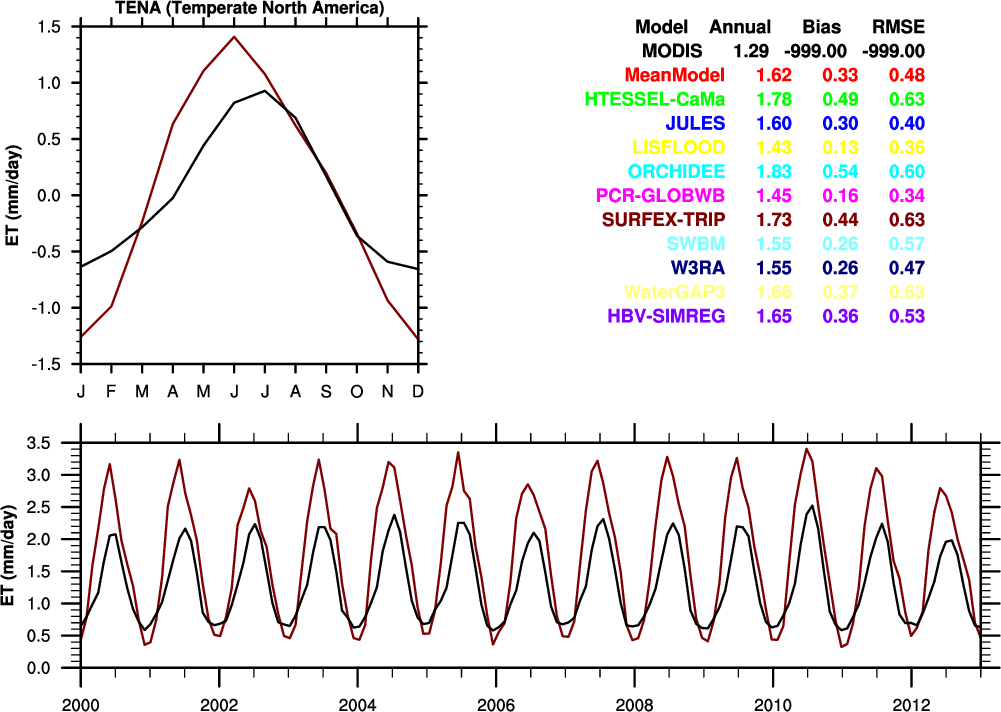 TENA (Temperate North America)
1.5
1.0
0.5
0.0
-0.5
-1.0
-1.5
ET (mm/day)
J F M A M J J A S O N D
Model Annual Bias RMSE
MODIS 1.29 -999.00 -999.00
MeanModel 1.62 0.33 0.48
HTESSEL-CaMa 1.78 0.49 0.63
JULES 1.60 0.30 0.40
LISFLOOD 1.43 0.13 0.36
ORCHIDEE 1.83 0.54 0.60
PCR-GLOBWB 1.45 0.16 0.34
SURFEX-TRIP 1.73 0.44 0.63
SWBM 1.55 0.26 0.57
W3RA 1.55 0.26 0.47
WaterGAP3 1.66 0.37 0.63
HBV-SIMREG 1.65 0.36 0.53
3.5
3.0
2.5
2.0
1.5
1.0
0.5
0.0
ET (mm/day)
2000 2002 2004 2006 2008 2010 2012